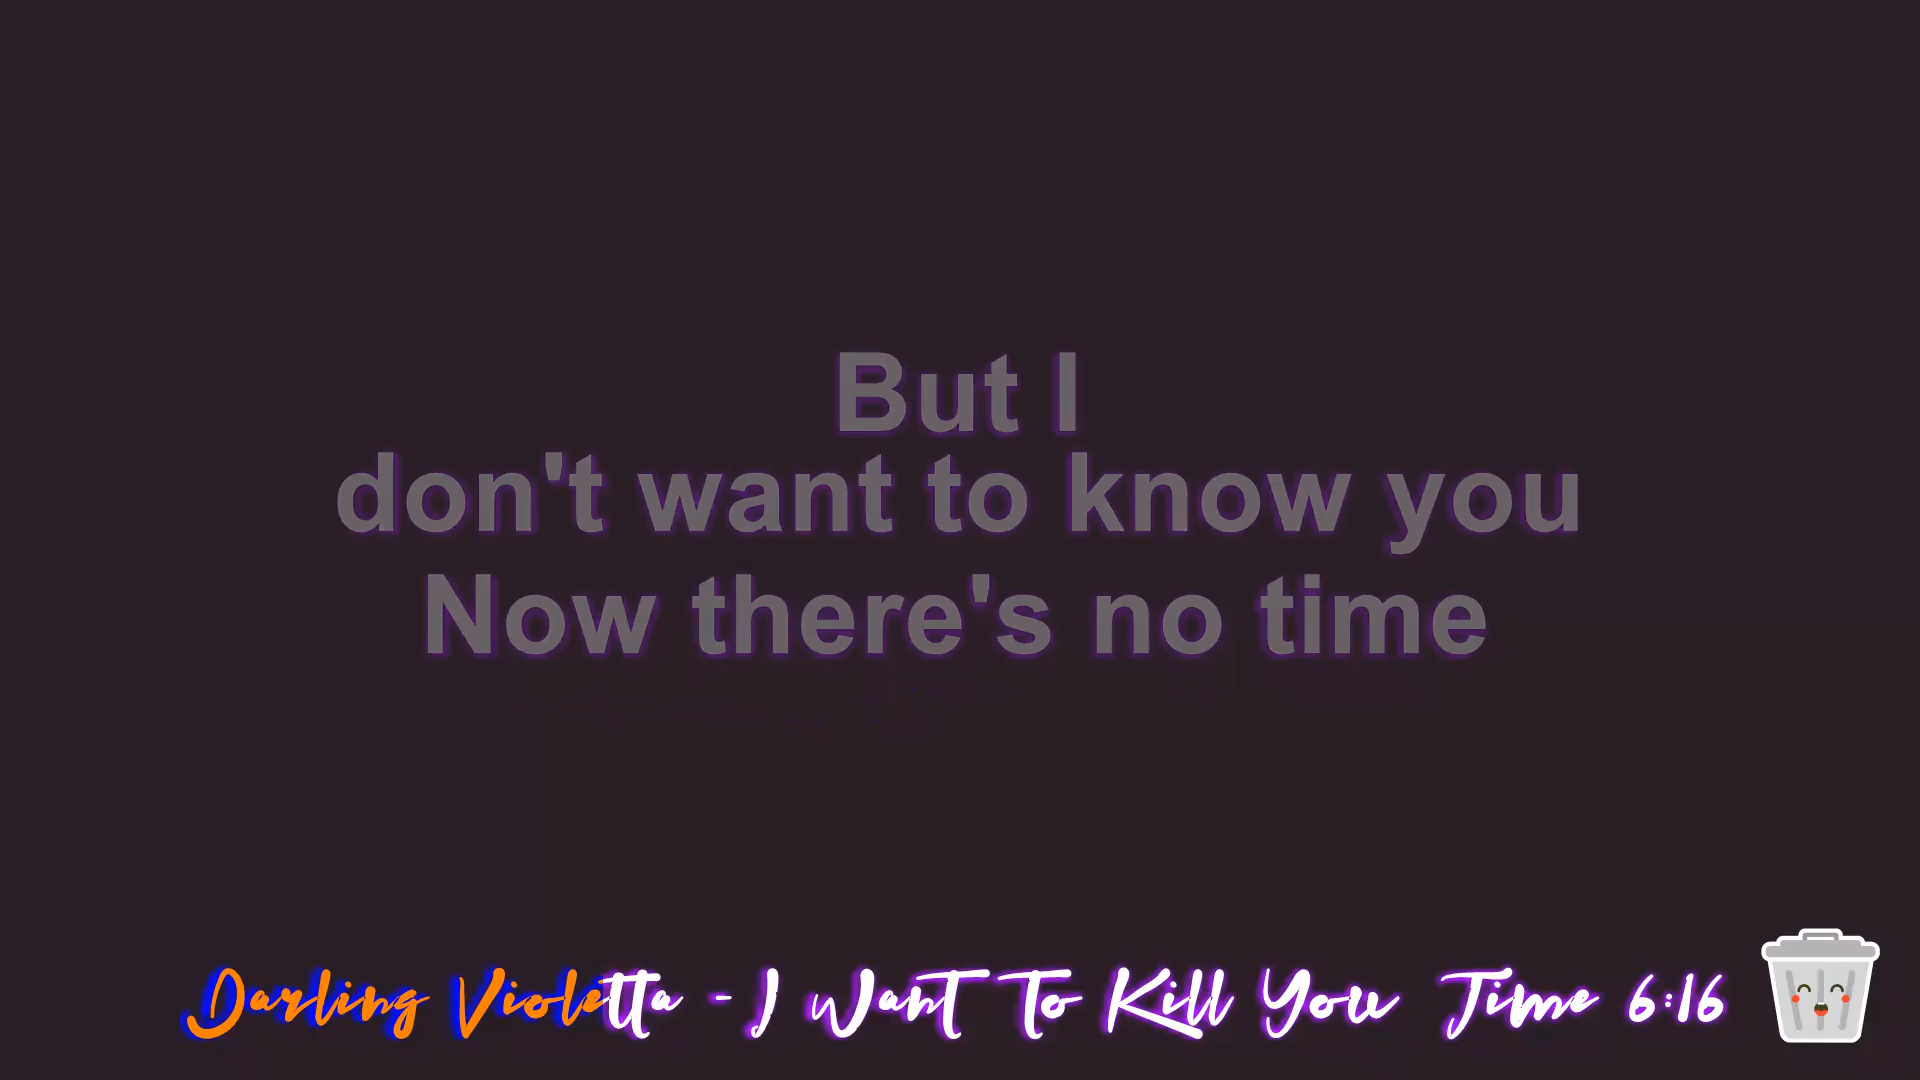 But I
don't want to know you
Now there's no time
Darling Violetta - I Want To Kill You Time 6:16